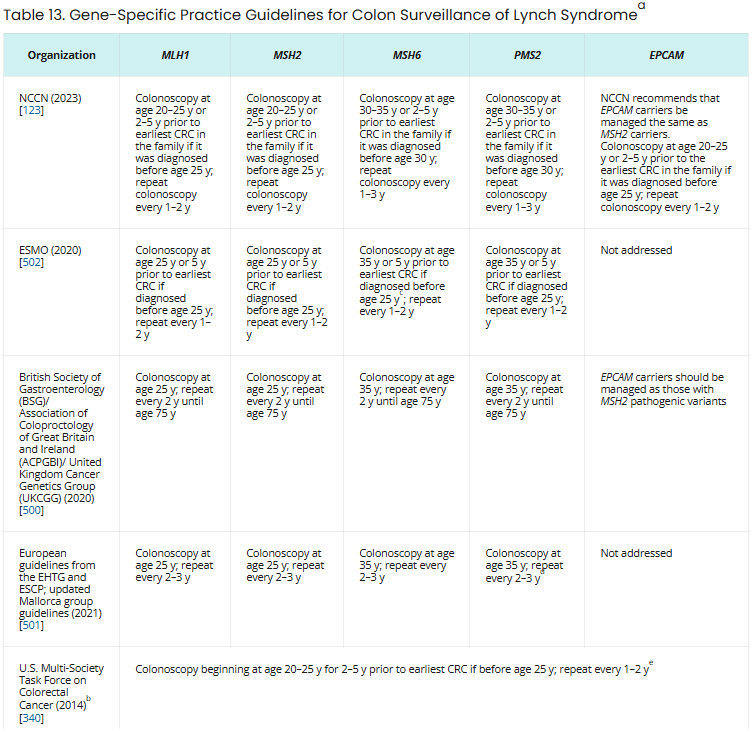 Table 13. Gene-Specific Practice Guidelines for Colon Surveillance of Lynch Syndromea
Organization MLH1 MSH2 MSH6 PMS2 EPCAM
NCCN (2023)
[123]
Colonoscopy at
age 20–25 y or
2–5 y prior to
earliest CRC in
the family if it
was diagnosed
before age 25 y;
repeat
colonoscopy
every 1–2 y
Colonoscopy at
age 20–25 y or
2–5 y prior to
earliest CRC in
the family if it
was diagnosed
before age 25 y;
repeat
colonoscopy
every 1–2 y
Colonoscopy at age
30–35 y or 2–5 y
prior to earliest
CRC in the family if
it was diagnosed
before age 30 y;
repeat
colonoscopy every
1–3 y
Colonoscopy at
age 30–35 y or
2–5 y prior to
earliest CRC in
the family if it
was diagnosed
before age 30 y;
repeat
colonoscopy
every 1–3 y
NCCN recommends that
EPCAM carriers be
managed the same as
MSH2 carriers.
Colonoscopy at age 20–25
y or 2–5 y prior to the
earliest CRC in the family if
it was diagnosed before
age 25 y; repeat
colonoscopy every 1–2 y
ESMO (2020)
[502]
Colonoscopy at
age 25 y or 5 y
prior to earliest
CRC if
diagnosed
before age 25 y;
repeat every 1–
2 y
Colonoscopy at
age 25 y or 5 y
prior to earliest
CRC if
diagnosed
before age 25 y;
repeat every 1–2
y
Colonoscopy at age
35 y or 5 y prior to
earliest CRC if
diagnosed before
age 25 yc; repeat
every 1–2 y
Colonoscopy at
age 35 y or 5 y
prior to earliest
CRC if diagnosed
before age 25 y;
repeat every 1–2
y
Not addressed
British Society of
Gastroenterology
(BSG)/
Association of
Coloproctology
of Great Britain
and Ireland
(ACPGBI)/ United
Kingdom Cancer
Genetics Group
(UKCGG) (2020)
[500]
Colonoscopy at
age 25 y; repeat
every 2 y until
age 75 y
Colonoscopy at
age 25 y; repeat
every 2 y until
age 75 y
Colonoscopy at age
35 y; repeat every
2 y until age 75 y
Colonoscopy at
age 35 y; repeat
every 2 y until
age 75 y
EPCAM carriers should be
managed as those with
MSH2 pathogenic variants
European
guidelines from
the EHTG and
ESCP; updated
Mallorca group
guidelines (2021)
[501]
Colonoscopy at
age 25 y; repeat
every 2–3 y
Colonoscopy at
age 25 y; repeat
every 2–3 y
Colonoscopy at age
35 y; repeat every
2–3 y
Colonoscopy at
age 35 y; repeat
every 2–3 y
Not addressed
U.S. Multi-Society
Task Force on
Colorectal
Cancer (2014)b
[340]
Colonoscopy beginning at age 20–25 y for 2–5 y prior to earliest CRC if before age 25 y; repeat every 1–2 ye